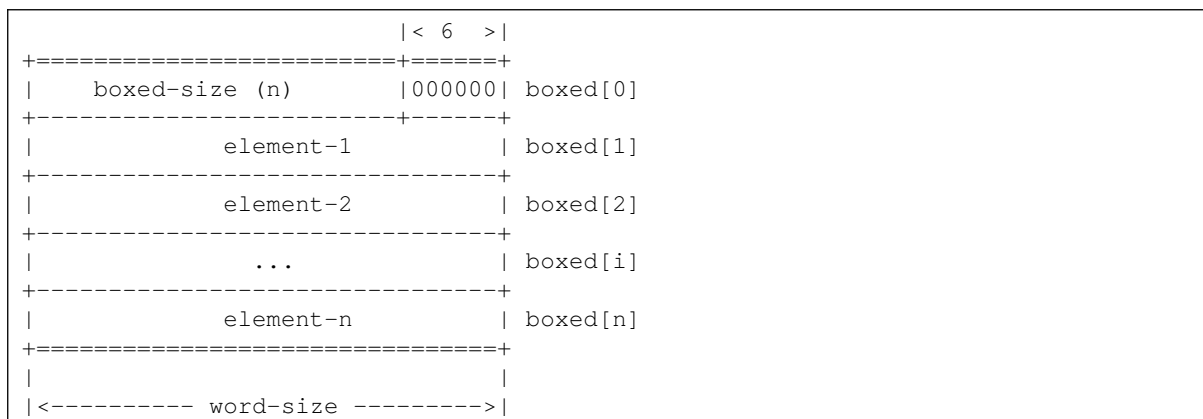 |< 6  >|
+=========================+======+
|    boxed-size (n)       |000000| boxed[0]
+-------------------------+------+
|             element-1          | boxed[1]
+--------------------------------+
|             element-2          | boxed[2]
+--------------------------------+
|               ...              | boxed[i]
+--------------------------------+
|             element-n          | boxed[n]
+================================+
|                                |
|<---------- word-size --------->|